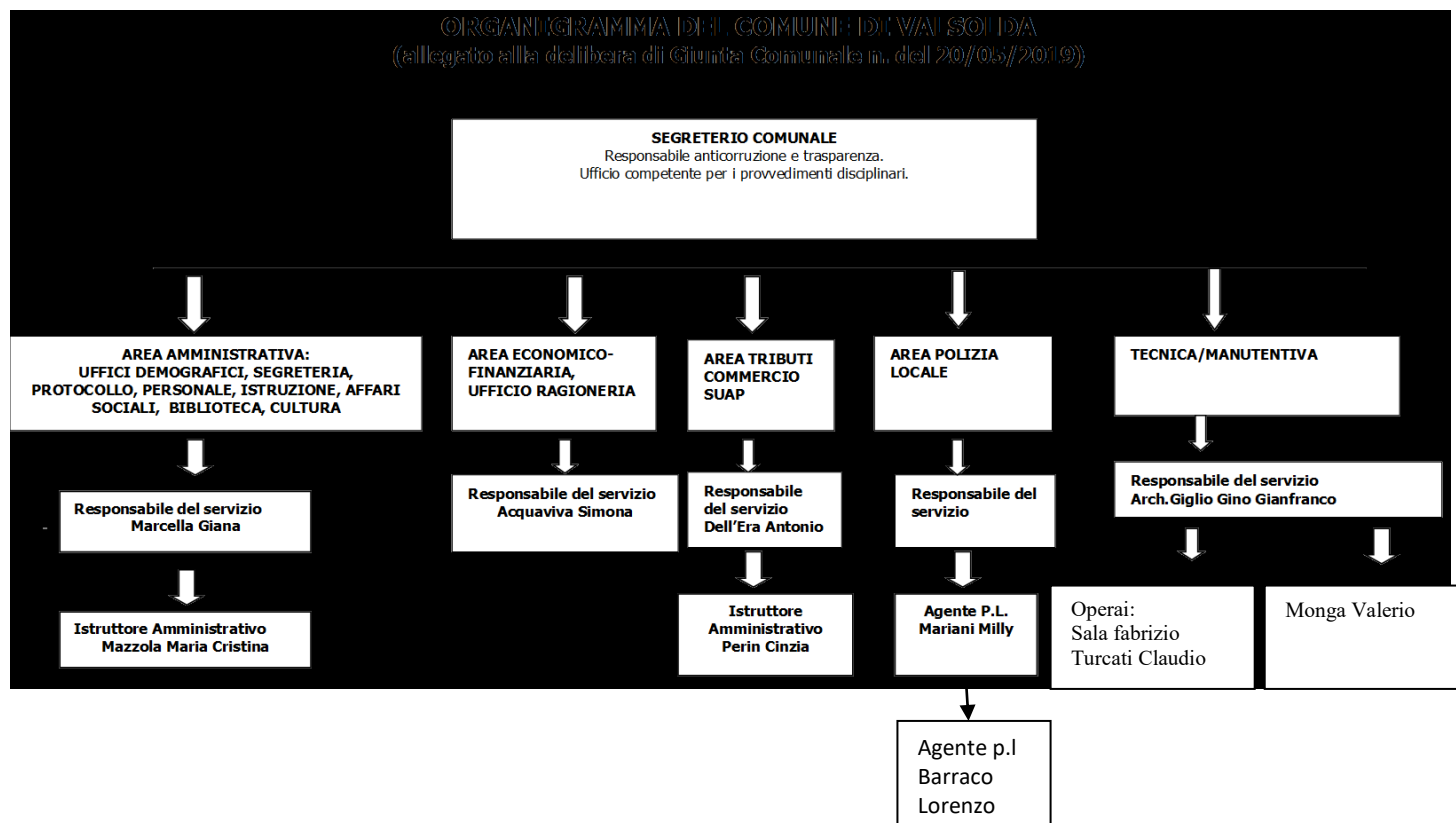 ORGANIGRAMMA DEL COMUNE DI VALSOLDA
(allegato alla delibera di Giunta Comunale n. del 20/05/2019)
SEGRETERIO COMUNALE
Responsabile anticorruzione e trasparenza.
Ufficio competente per i provvedimenti disciplinari.
AREA AMMINISTRATIVA:
UFFICI DEMOGRAFICI, SEGRETERIA,
PROTOCOLLO, PERSONALE, ISTRUZIONE, AFFARI
SOCIALI, BIBLIOTECA, CULTURA
AREA ECONOMICO-
FINANZIARIA,
UFFICIO RAGIONERIA
AREA TRIBUTI
COMMERCIO
SUAP
AREA POLIZIA
LOCALE
TECNICA/MANUTENTIVA
Responsabile del servizio
Marcella Giana
Responsabile del servizio
Acquaviva Simona
Responsabile
del servizio
Dell'Era Antonio
Responsabile del
servizio
Responsabile del servizio
Arch.Giglio Gino Gianfranco
-
Istruttore Amministrativo
Mazzola Maria Cristina
Istruttore
Amministrativo
Perin Cinzia
Agente P.L.
Mariani Milly
Operai:
Sala fabrizio
Turcati Claudio
Monga Valerio
Agente p.l
Barraco
Lorenzo